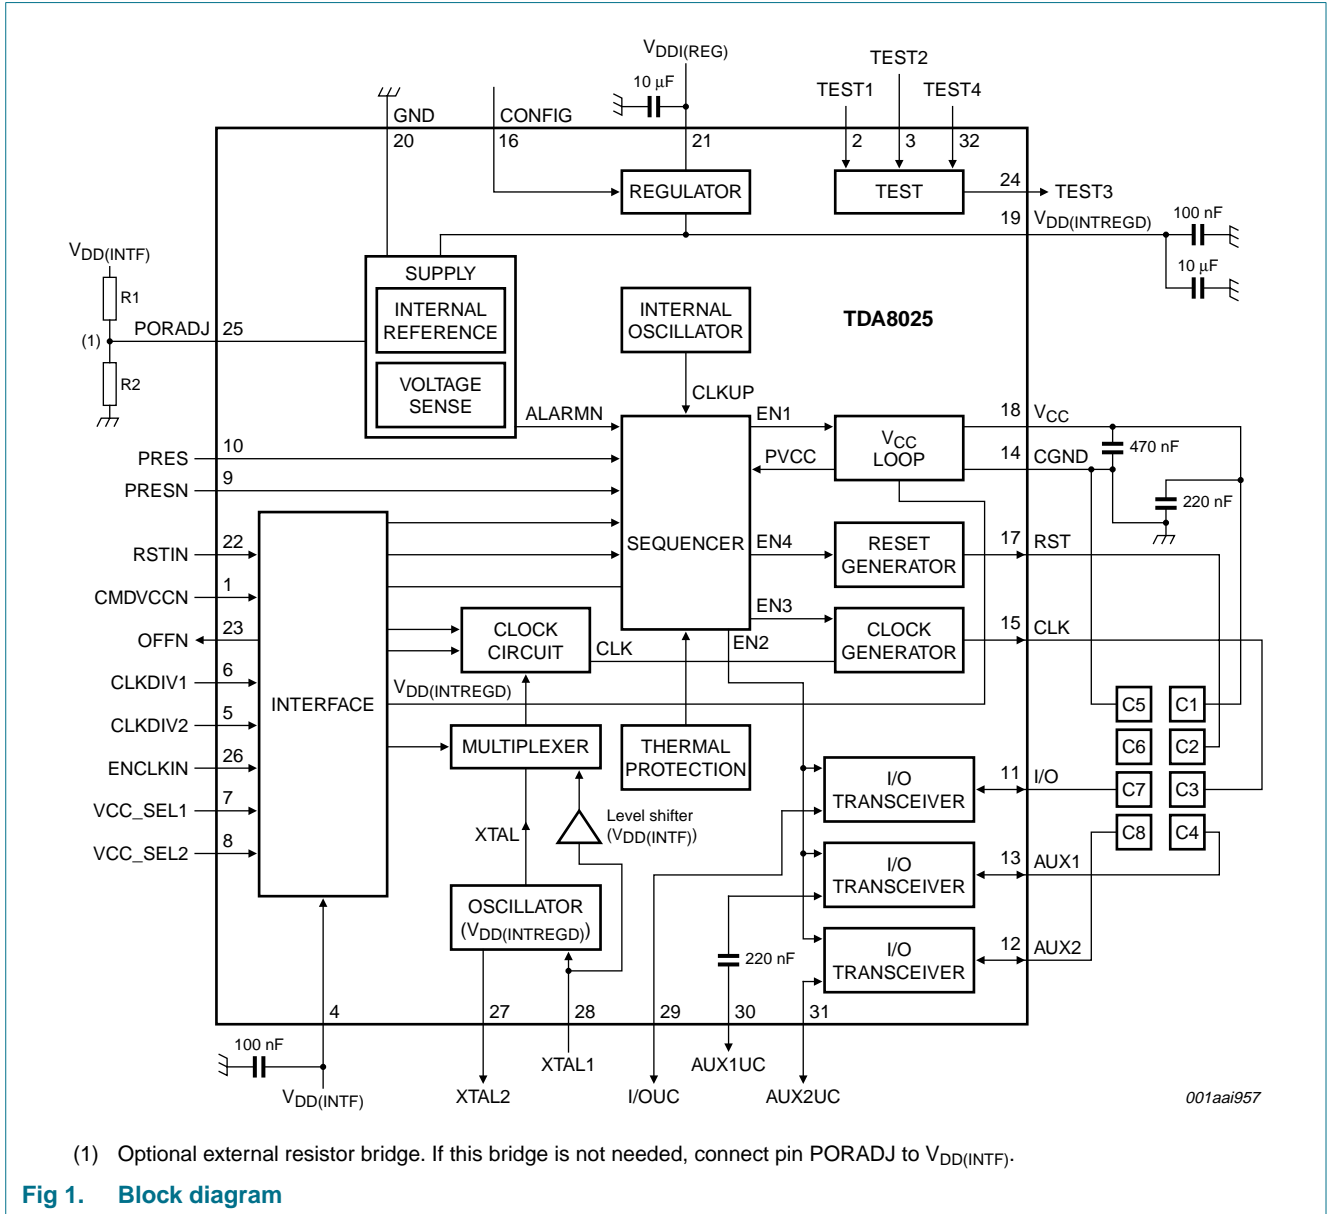 VDDI(REG)
10 µF
TEST2
TEST1
TEST4
GND
CONFIG
20
16
21
2
3
32
REGULATOR
TEST
24
TEST3
19
VDD(INTREGD)
100 nF
10 µF
VDD(INTF)
R1
PORADJ
25
(1)
R2
SUPPLY
INTERNAL
REFERENCE
VOLTAGE
SENSE
INTERNAL
OSCILLATOR
TDA8025
CLKUP
ALARMN
EN1
18
VCC
VCC
LOOP
470 nF
PVCC
14
CGND
220 nF
10
PRES
9
PRESN
SEQUENCER
EN4
RESET
GENERATOR
17
RST
22
RSTIN
1
CMDVCCN
23
OFFN
6
CLKDIV1
5
CLKDIV2
26
ENCLKIN
7
VCC_SEL1
8
VCC_SEL2
INTERFACE
EN3
EN2
CLOCK
CIRCUIT
CLK
CLOCK
GENERATOR
15
CLK
VDD(INTREGD)
MULTIPLEXER
THERMAL
PROTECTION
C5
C1
C6
C2
C7
C3
C8
C4
I/O
TRANSCEIVER
11
I/O
XTAL
Level shifter
(VDD(INTF))
I/O
TRANSCEIVER
13
AUX1
OSCILLATOR
(VDD(INTREGD))
220 nF
I/O
TRANSCEIVER
12
AUX2
4
27
28
29
30
31
100 nF
VDD(INTF)
XTAL2
XTAL1
I/OUC
AUX1UC
AUX2UC
001aai957
(1) Optional external resistor bridge. If this bridge is not needed, connect pin PORADJ to VDD(INTF).
Fig 1. Block diagram